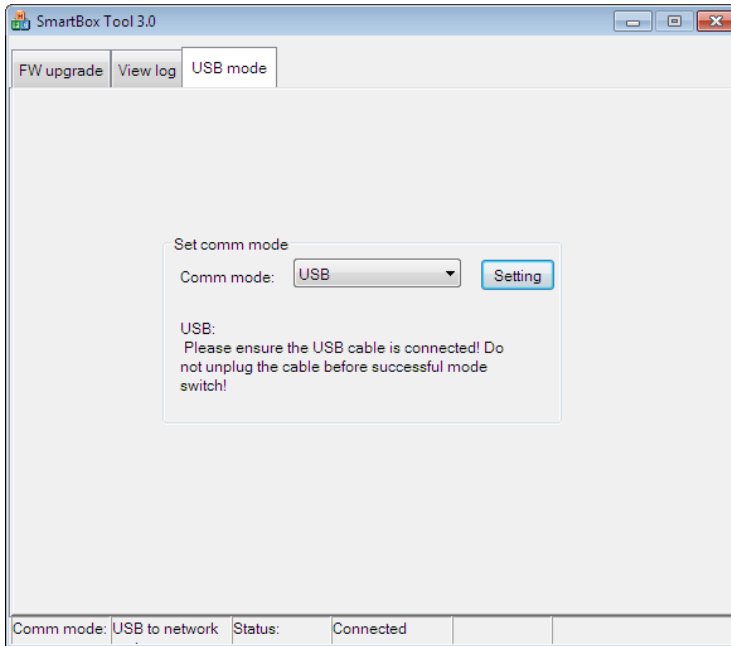 SmartBox Tool 3.0
FW upgrade View log USB mode
Set comm mode
Comm mode: USB Setting
USB:
Please ensure the USB cable is connected! Do
not unplug the cable before successful mode
switch!
Comm mode: USB to network Status: Connected